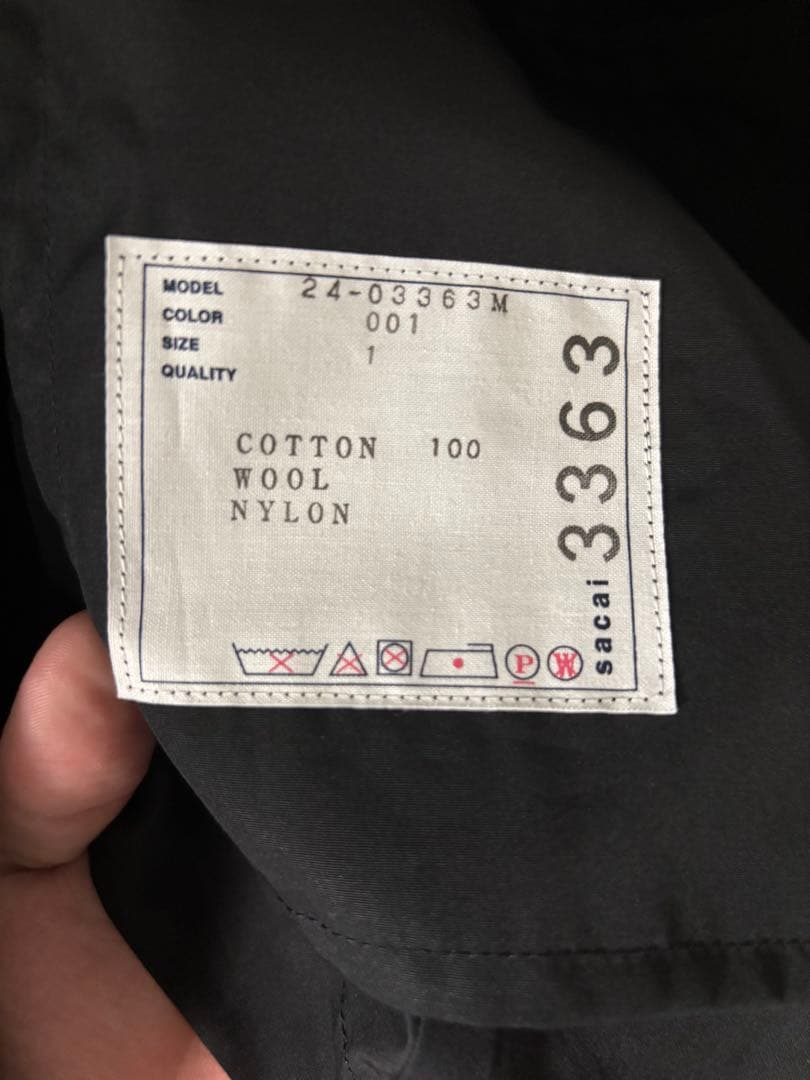 MODEL 24-03363M
COLOR 001
SIZE 1
QUALITY
COTTON 100
WOOL
NYLON
P W
sacai 3363